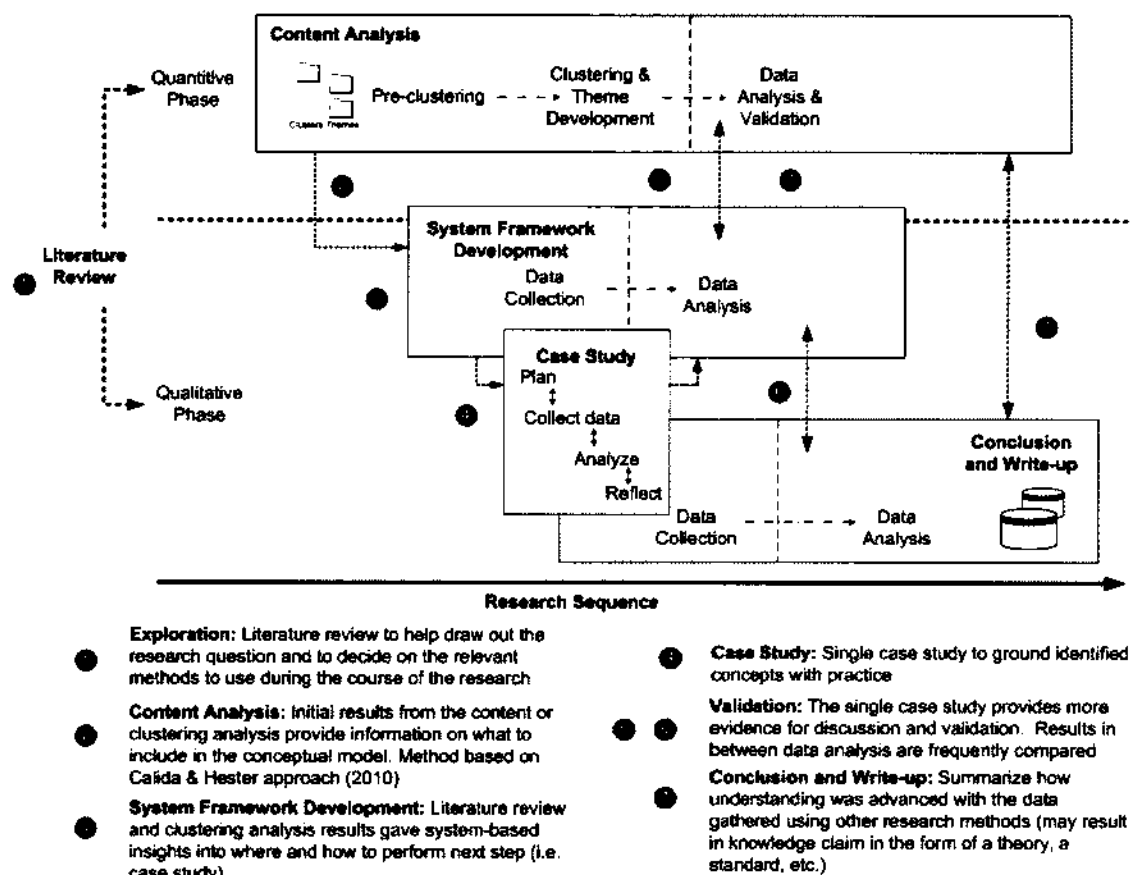 Content Analysis
Quantitive
Phase
Clusters Themes
Pre-clustering
Clustering &
Theme
Development
Data
Analysis &
Validation
Literature
Review
System Framework
Development
Data
Collection
Data
Analysis
Case Study
Plan
Collect data
Analyze
Reflect
Qualitative
Phase
Conclusion
and Write-up
Data
Collection
Data
Analysis
Research Sequence
Exploration: Literature review to help draw out the
research question and to decide on the relevant
methods to use during the course of the research
Content Analysis: Initial results from the content or
clustering analysis provide information on what to
include in the conceptual model. Method based on
Calida & Hester approach (2010)
System Framework Development: Literature review
and clustering analysis results gave system-based
insights into where and how to perform next step (i.e.
case study)
Case Study: Single case study to ground identified
concepts with practice
Validation: The single case study provides more
evidence for discussion and validation. Results in
between data analysis are frequently compared
Conclusion and Write-up: Summarize how
understanding was advanced with the data
gathered using other research methods (may result
in knowledge claim in the form of a theory, a
standard, etc.)